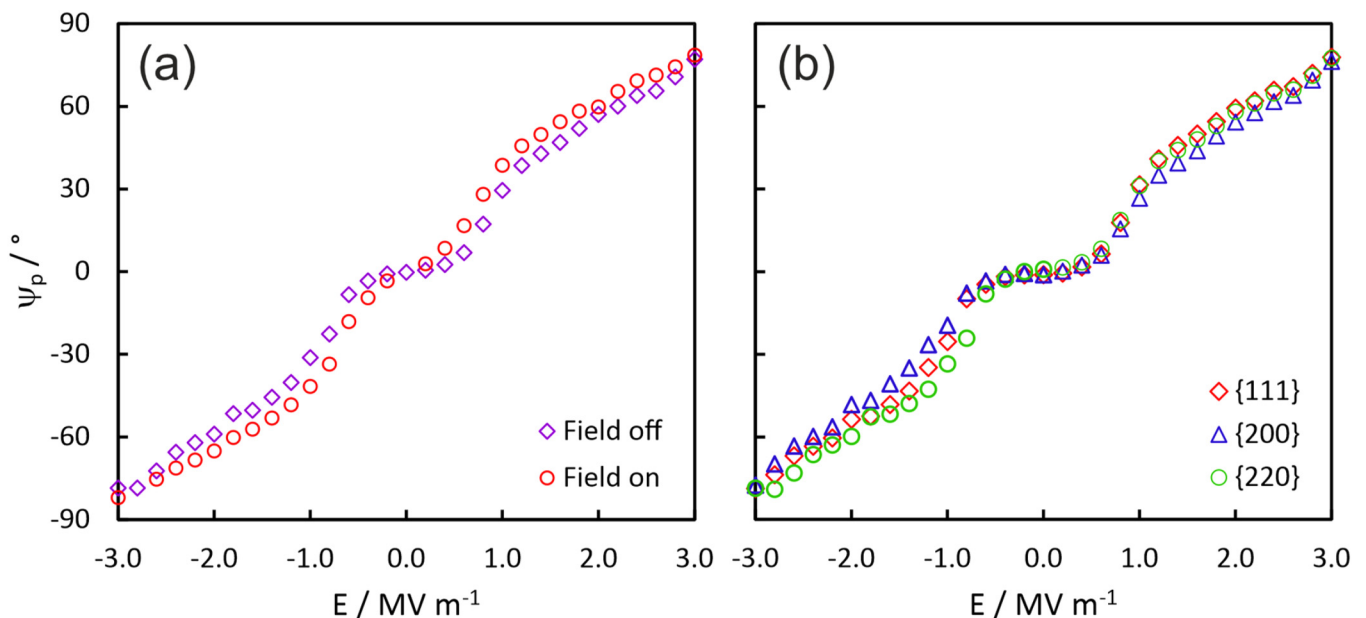 (a)
ψp / °
90
60
30
0
-30
-60
-90
Field off
Field on
-3.0 -2.0 -1.0 0.0 1.0 2.0 3.0
E / MV m-1
(b)
{111}
{200}
{220}
-3.0 -2.0 -1.0 0.0 1.0 2.0 3.0
E / MV m-1